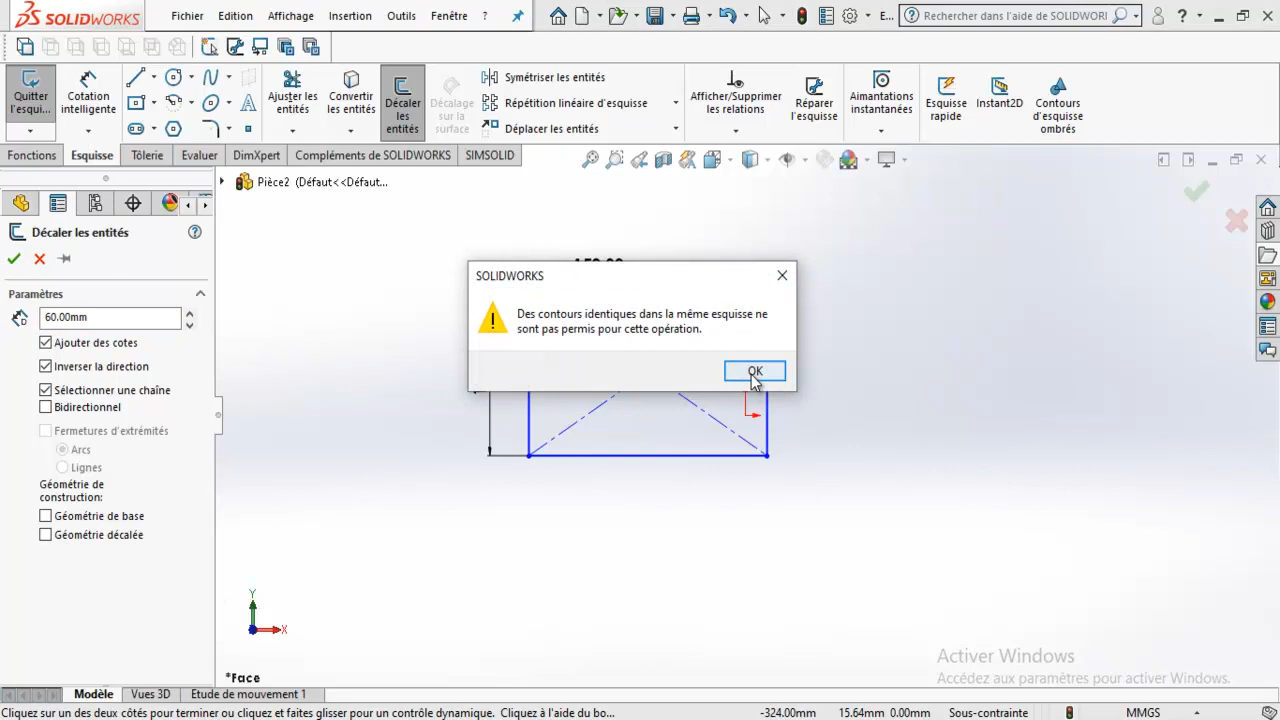 SOLIDWORKS
Fichier Edition Affichage Insertion Outils Fenêtre ?
E...
Rechercher dans l'aide de SOLIDWORI
?
Quitter l'esqui...
Cotation intelligente
Ajuster les entités
Convertir les entités
Décaler les entités
Décalage sur la surface
Symétriser les entités
Répétition linéaire d'esquisse
Déplacer les entités
Afficher/Supprimer les relations
Réparer l'esquisse
Aimantations instantanées
Esquisse rapide
Instant2D
Contours d'esquisse ombrés
Fonctions Esquisse Tôlerie Evaluer DimXpert Compléments de SOLIDWORKS SIMSOLID
Pièce2 (Défaut<<Défaut...
Décaler les entités
Paramètres
60.00mm
Ajouter des cotes
Inverser la direction
Sélectionner une chaîne
Bidirectionnel
Fermetures d'extrémités
Arcs
Lignes
Géométrie de
construction:
Géométrie de base
Géométrie décalée
SOLIDWORKS
Des contours identiques dans la même esquisse ne
sont pas permis pour cette opération.
OK
Y
X
*Face
Activer Windows
Accédez aux paramètres pour activer Windows.
Modèle Vues 3D Etude de mouvement 1
Cliquez sur un des deux côtés pour terminer ou cliquez et faites glisser pour un contrôle dynamique. Cliquez à l'aide du bo... -324.00mm 15.64mm 0.00mm Sous-contrainte MMGS